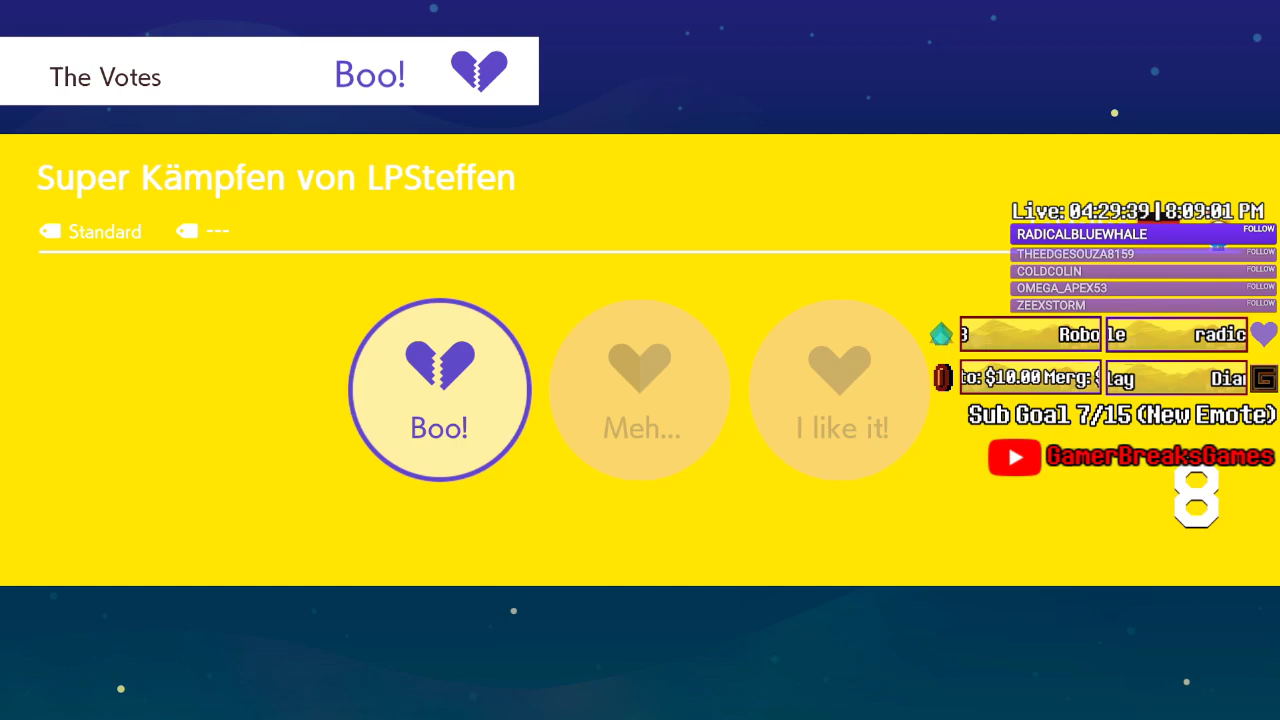 The Votes Boo!
Super Kämpfen von LPSteffen
Standard ---
Live: 04:29:39 | 8:09:01 PM
RADICALBLUEWHALE FOLLOW
THEEDGESOUZA8159 FOLLOW
COLDCOLIN FOLLOW
OMEGA_APEX53 FOLLOW
ZEEXSTORM FOLLOW
Robo le radic
to: $10.00 Merg: lay Dia
Boo! Meh... I like it!
Sub Goal 7/15 (New Emote)
GamerBreaksGames
8